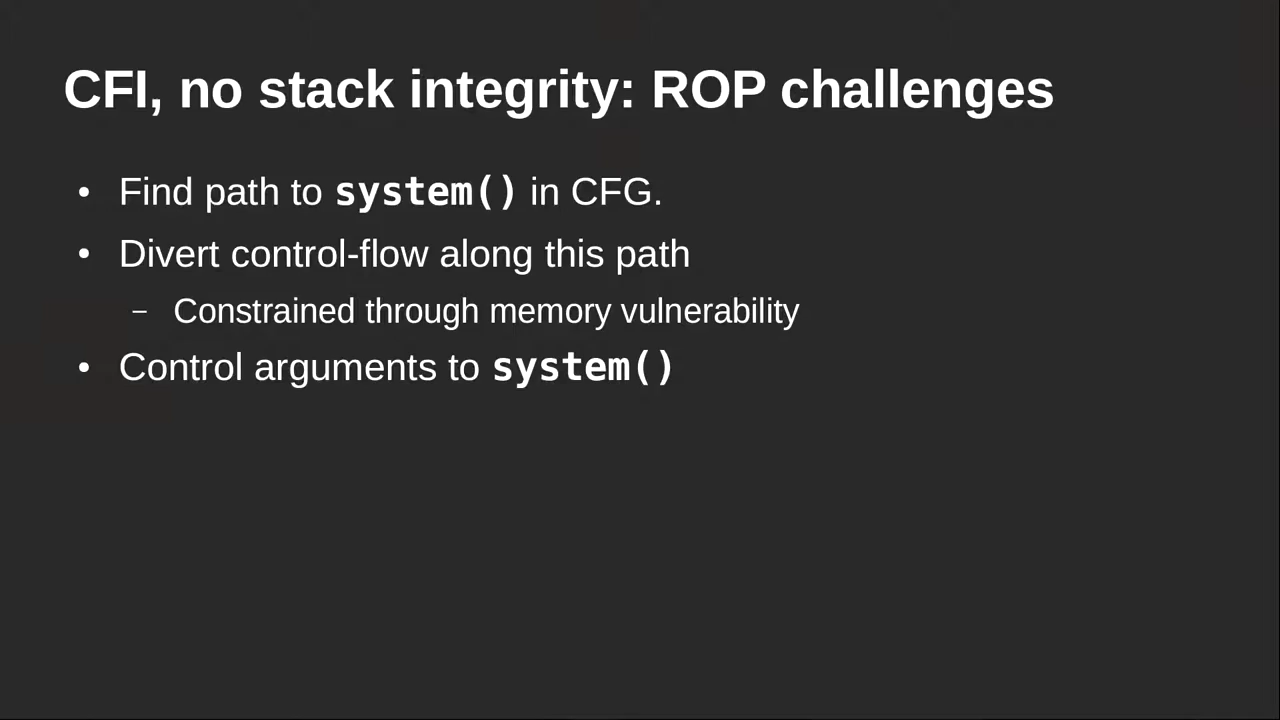 CFI, no stack integrity: ROP challenges
• Find path to system() in CFG.
• Divert control-flow along this path
– Constrained through memory vulnerability
• Control arguments to system()